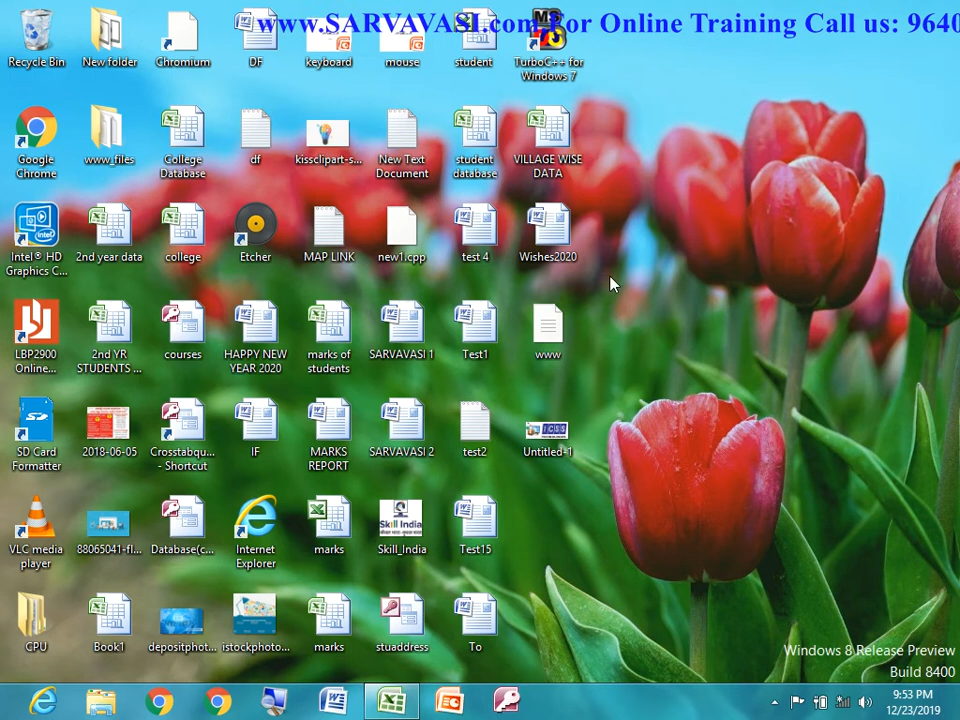 www.SARVAVASI.com For Online Training Call us: 9640
Recycle Bin
New folder
Chromium
DF
keyboard
mouse
student
TurboC++ for
Windows 7
Google
Chrome
www_files
College
Database
df
kissclipart-s...
New Text
Document
student
database
VILLAGE WISE
DATA
Intel® HD
Graphics C...
2nd year data
college
Etcher
MAP LINK
new1.cpp
test 4
Wishes2020
LBP2900
Online...
2nd YR
STUDENTS ...
courses
HAPPY NEW
YEAR 2020
marks of
students
SARVAVASI 1
Test1
www
SD Card
Formatter
2018-06-05
Crosstabqu...
- Shortcut
IF
MARKS
REPORT
SARVAVASI 2
test2
Untitled-1
VLC media
player
88065041-fl...
Database(c...
Internet
Explorer
marks
Skill India
Skill_India
Test15
CPU
Book1
depositphot...
istockphoto...
marks
stuaddress
To
Windows 8 Release Preview
Build 8400
9:53 PM
12/23/2019